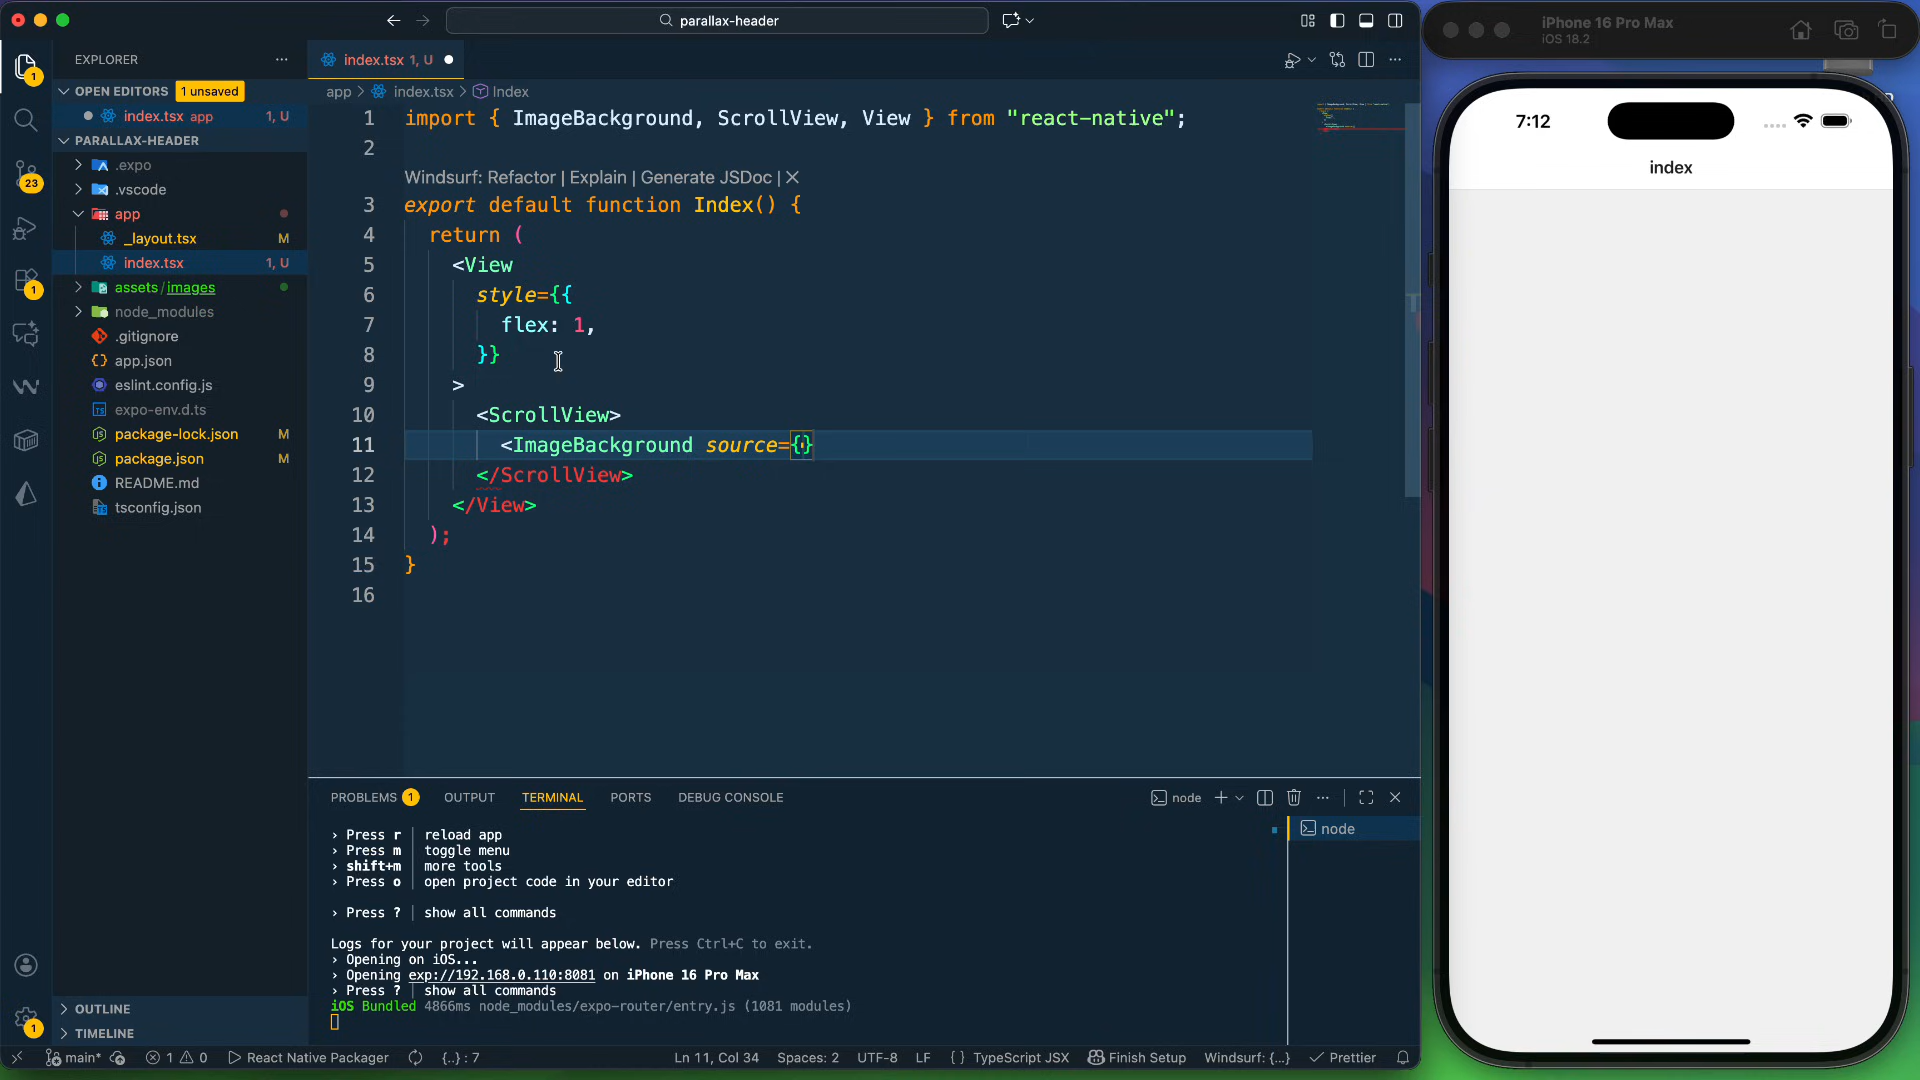 parallax-header
iPhone 16 Pro Max
iOS 18.2
EXPLORER
index.tsx 1, U
OPEN EDITORS 1 unsaved
app > index.tsx > Index
index.tsx app 1, U
PARALLAX-HEADER
.expo
.vscode
app
_layout.tsx M
index.tsx 1, U
assets / images
node_modules
.gitignore
app.json
eslint.config.js
expo-env.d.ts
package-lock.json M
package.json M
README.md
tsconfig.json
OUTLINE
TIMELINE
1
23
1
1
1 import { ImageBackground, ScrollView, View } from "react-native";
2
Windsurf: Refactor | Explain | Generate JSDoc | ✕
3 export default function Index() {
4 return (
5 <View
6 style={{
7 flex: 1,
8 }}
9 >
10 <ScrollView>
11 <ImageBackground source={}
12 </ScrollView>
13 </View>
14 );
15 }
16
7:12
index
PROBLEMS 1 OUTPUT TERMINAL PORTS DEBUG CONSOLE
node
node
› Press r │ reload app
› Press m │ toggle menu
› shift+m │ more tools
› Press o │ open project code in your editor
› Press ? │ show all commands
Logs for your project will appear below. Press Ctrl+C to exit.
› Opening on iOS...
› Opening exp://192.168.0.110:8081 on iPhone 16 Pro Max
› Press ? │ show all commands
iOS Bundled 4866ms node_modules/expo-router/entry.js (1081 modules)
main* 1 0 React Native Packager {..} : 7 Ln 11, Col 34 Spaces: 2 UTF-8 LF { } TypeScript JSX Finish Setup Windsurf: {...} Prettier